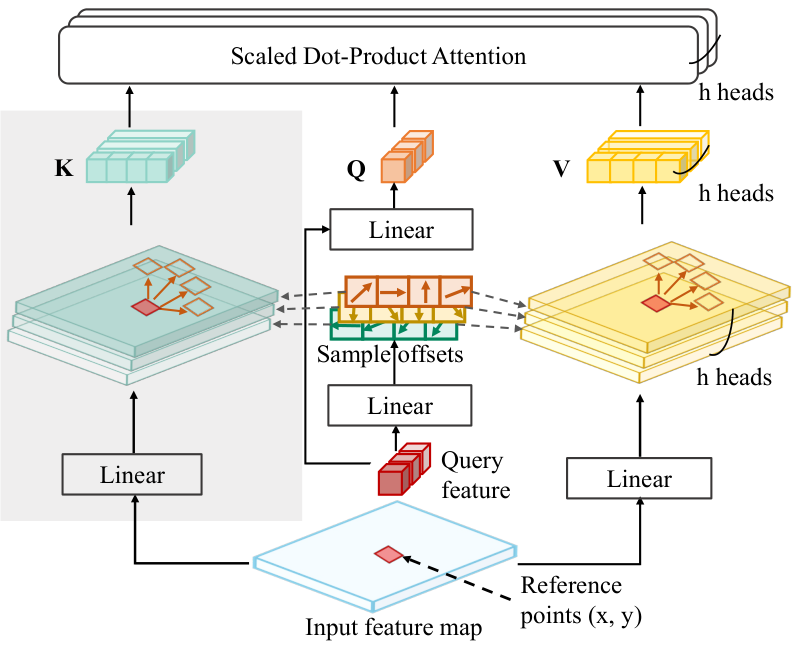 Scaled Dot-Product Attention
h heads
K
Q
V
h heads
Linear
Sample offsets
h heads
Linear
Linear
Query
feature
Linear
Reference
points (x, y)
Input feature map